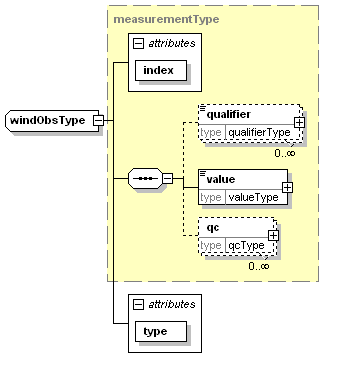 measurementType
attributes
index
windObsType
qualifier
type qualifierType
0..∞
value
type valueType
qc
type qcType
0..∞
attributes
type